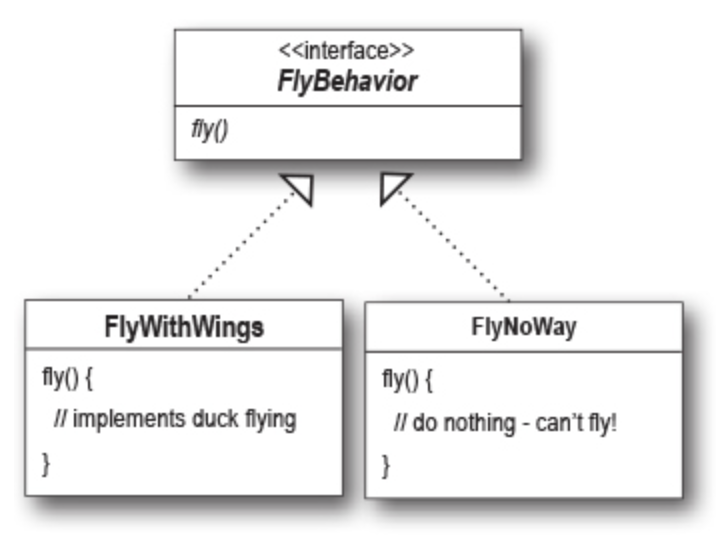 <<interface>>
FlyBehavior
fly()
FlyWithWings
fly() {
// implements duck flying
}
FlyNoWay
fly() {
// do nothing - can't fly!
}